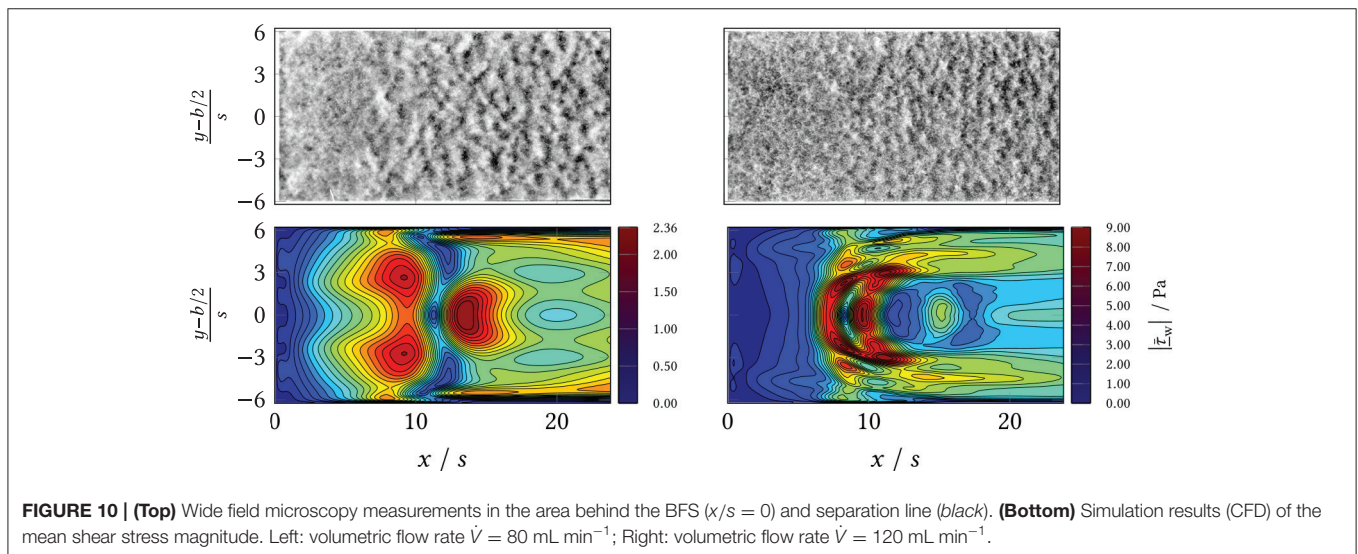 6
3
0
−3
−6
y−b/2
s
6
3
0
−3
−6
y−b/2
s
2.36
2.00
1.50
1.00
0.50
0.00
9.00
8.00
7.00
6.00
5.00
4.00
3.00
2.00
1.00
0.00
|τ̲̄w| / Pa
0 10 20
0 10 20
x / s
x / s
FIGURE 10 | (Top) Wide field microscopy measurements in the area behind the BFS (x/s = 0) and separation line (black). (Bottom) Simulation results (CFD) of the
mean shear stress magnitude. Left: volumetric flow rate V̇ = 80 mL min⁻¹; Right: volumetric flow rate V̇ = 120 mL min⁻¹.